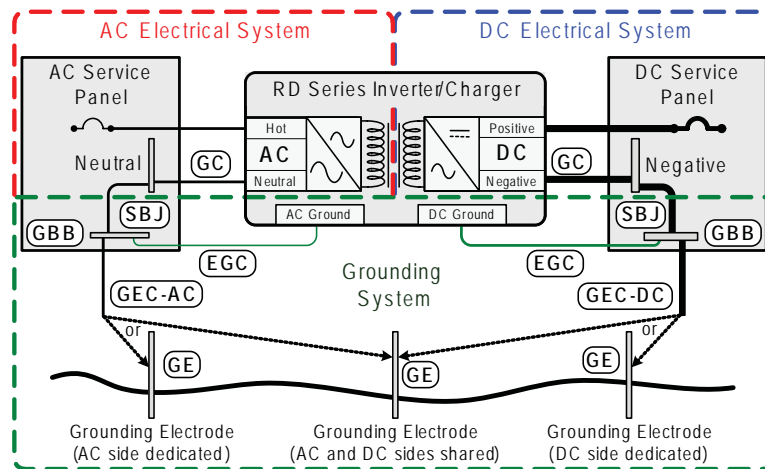 AC Electrical System
DC Electrical System
AC Service
Panel
RD Series Inverter/Charger
DC Service
Panel
Hot
AC
Neutral
Positive
DC
Negative
Neutral
GC
GC
Negative
SBJ
AC Ground
DC Ground
SBJ
GBB
GBB
EGC
EGC
Grounding
System
GEC-AC
GEC-DC
or
or
GE
GE
GE
Grounding Electrode
(AC side dedicated)
Grounding Electrode
(AC and DC sides shared)
Grounding Electrode
(DC side dedicated)